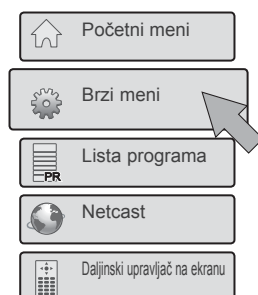 Početni meni
Brzi meni
Lista programa
PR
Netcast
Daljinski upravljač na ekranu